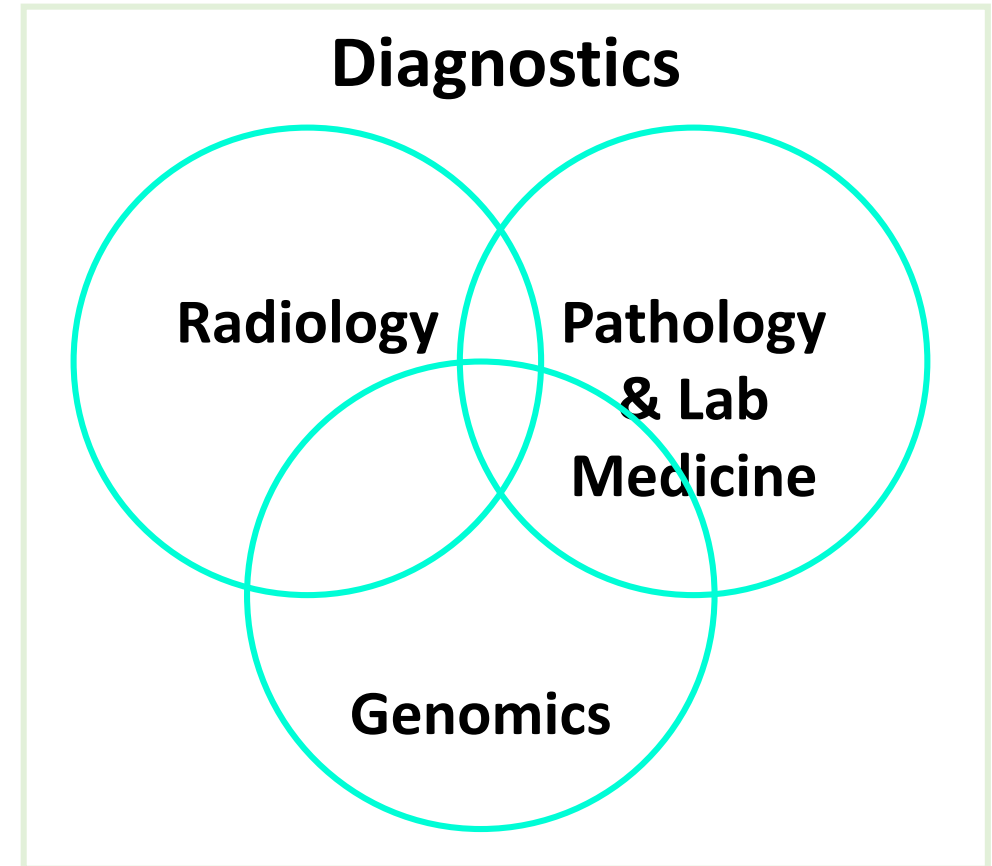 Diagnostics
Radiology
Pathology
& Lab
Medicine
Genomics